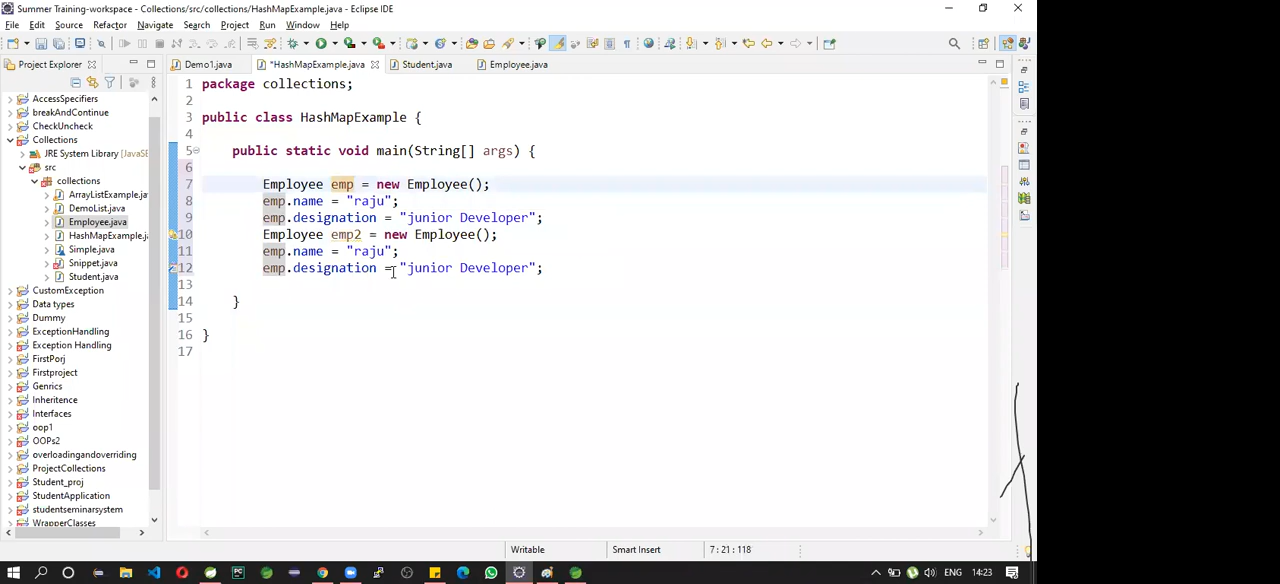 Summer Training-workspace - Collections/src/collections/HashMapExample.java - Eclipse IDE
File Edit Source Refactor Navigate Search Project Run Window Help
Project Explorer
Demo1.java *HashMapExample.java Student.java Employee.java
AccessSpecifiers
breakAndContinue
CheckUncheck
Collections
JRE System Library [JavaSE
src
collections
ArrayListExample.ja
DemoList.java
Employee.java
HashMapExample.ja
Simple.java
Snippet.java
Student.java
CustomException
Data types
Dummy
ExceptionHandling
Exception Handling
FirstPorj
Firstproject
Genrics
Inheritence
Interfaces
oop1
OOPs2
overloadingandoverriding
ProjectCollections
Student_proj
StudentApplication
studentseminarsystem
WrapperClasses
1 package collections;
2
3 public class HashMapExample {
4
5 public static void main(String[] args) {
6
7 Employee emp = new Employee();
8 emp.name = "raju";
9 emp.designation = "junior Developer";
10 Employee emp2 = new Employee();
11 emp.name = "raju";
12 emp.designation = "junior Developer";
13
14 }
15
16 }
17
Writable Smart Insert 7 : 21 : 118
ENG 14:23